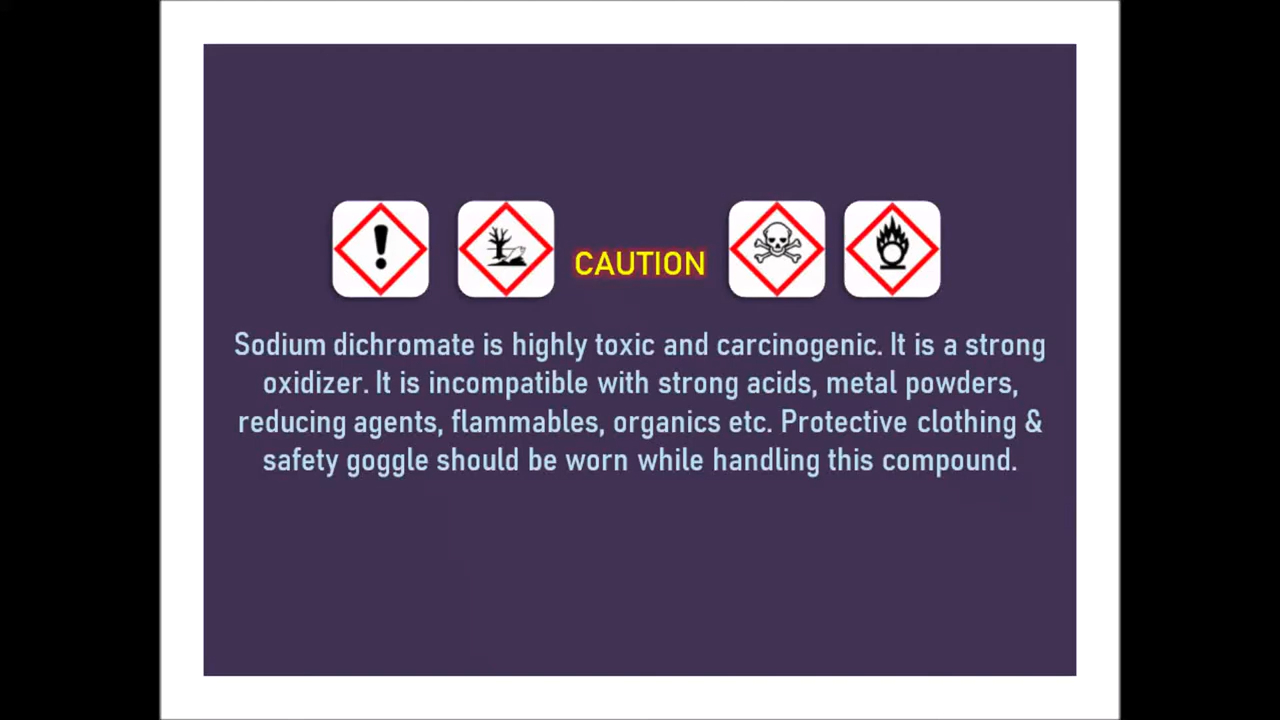 CAUTION
Sodium dichromate is highly toxic and carcinogenic. It is a strong
oxidizer. It is incompatible with strong acids, metal powders,
reducing agents, flammables, organics etc. Protective clothing &
safety goggle should be worn while handling this compound.